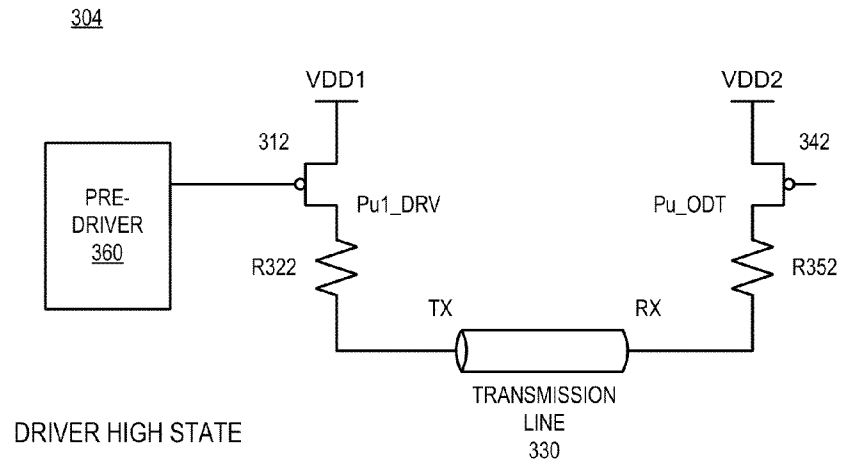 304
VDD1
VDD2
312
342
PRE-
DRIVER
360
Pu1_DRV
Pu_ODT
R322
R352
TX
RX
TRANSMISSION
LINE
330
DRIVER HIGH STATE